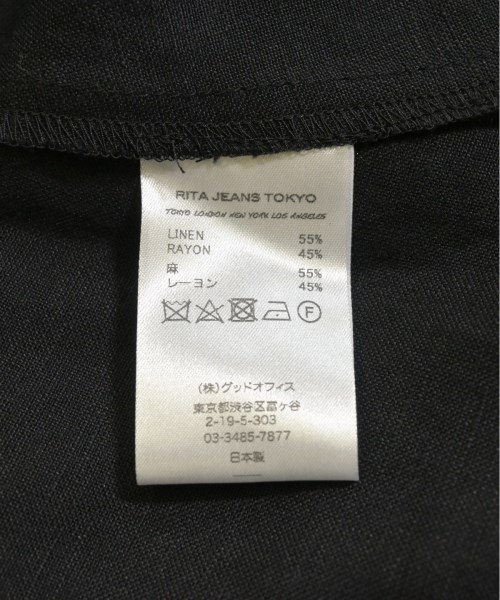 RITA JEANS TOKYO
TOKYO LONDON NEW YORK LOS ANGELES
LINEN 55%
RAYON 45%
麻 55%
レーヨン 45%
F
(株)グッドオフィス
東京都渋谷区富ヶ谷
2-19-5-303
03-3485-7877
日本製